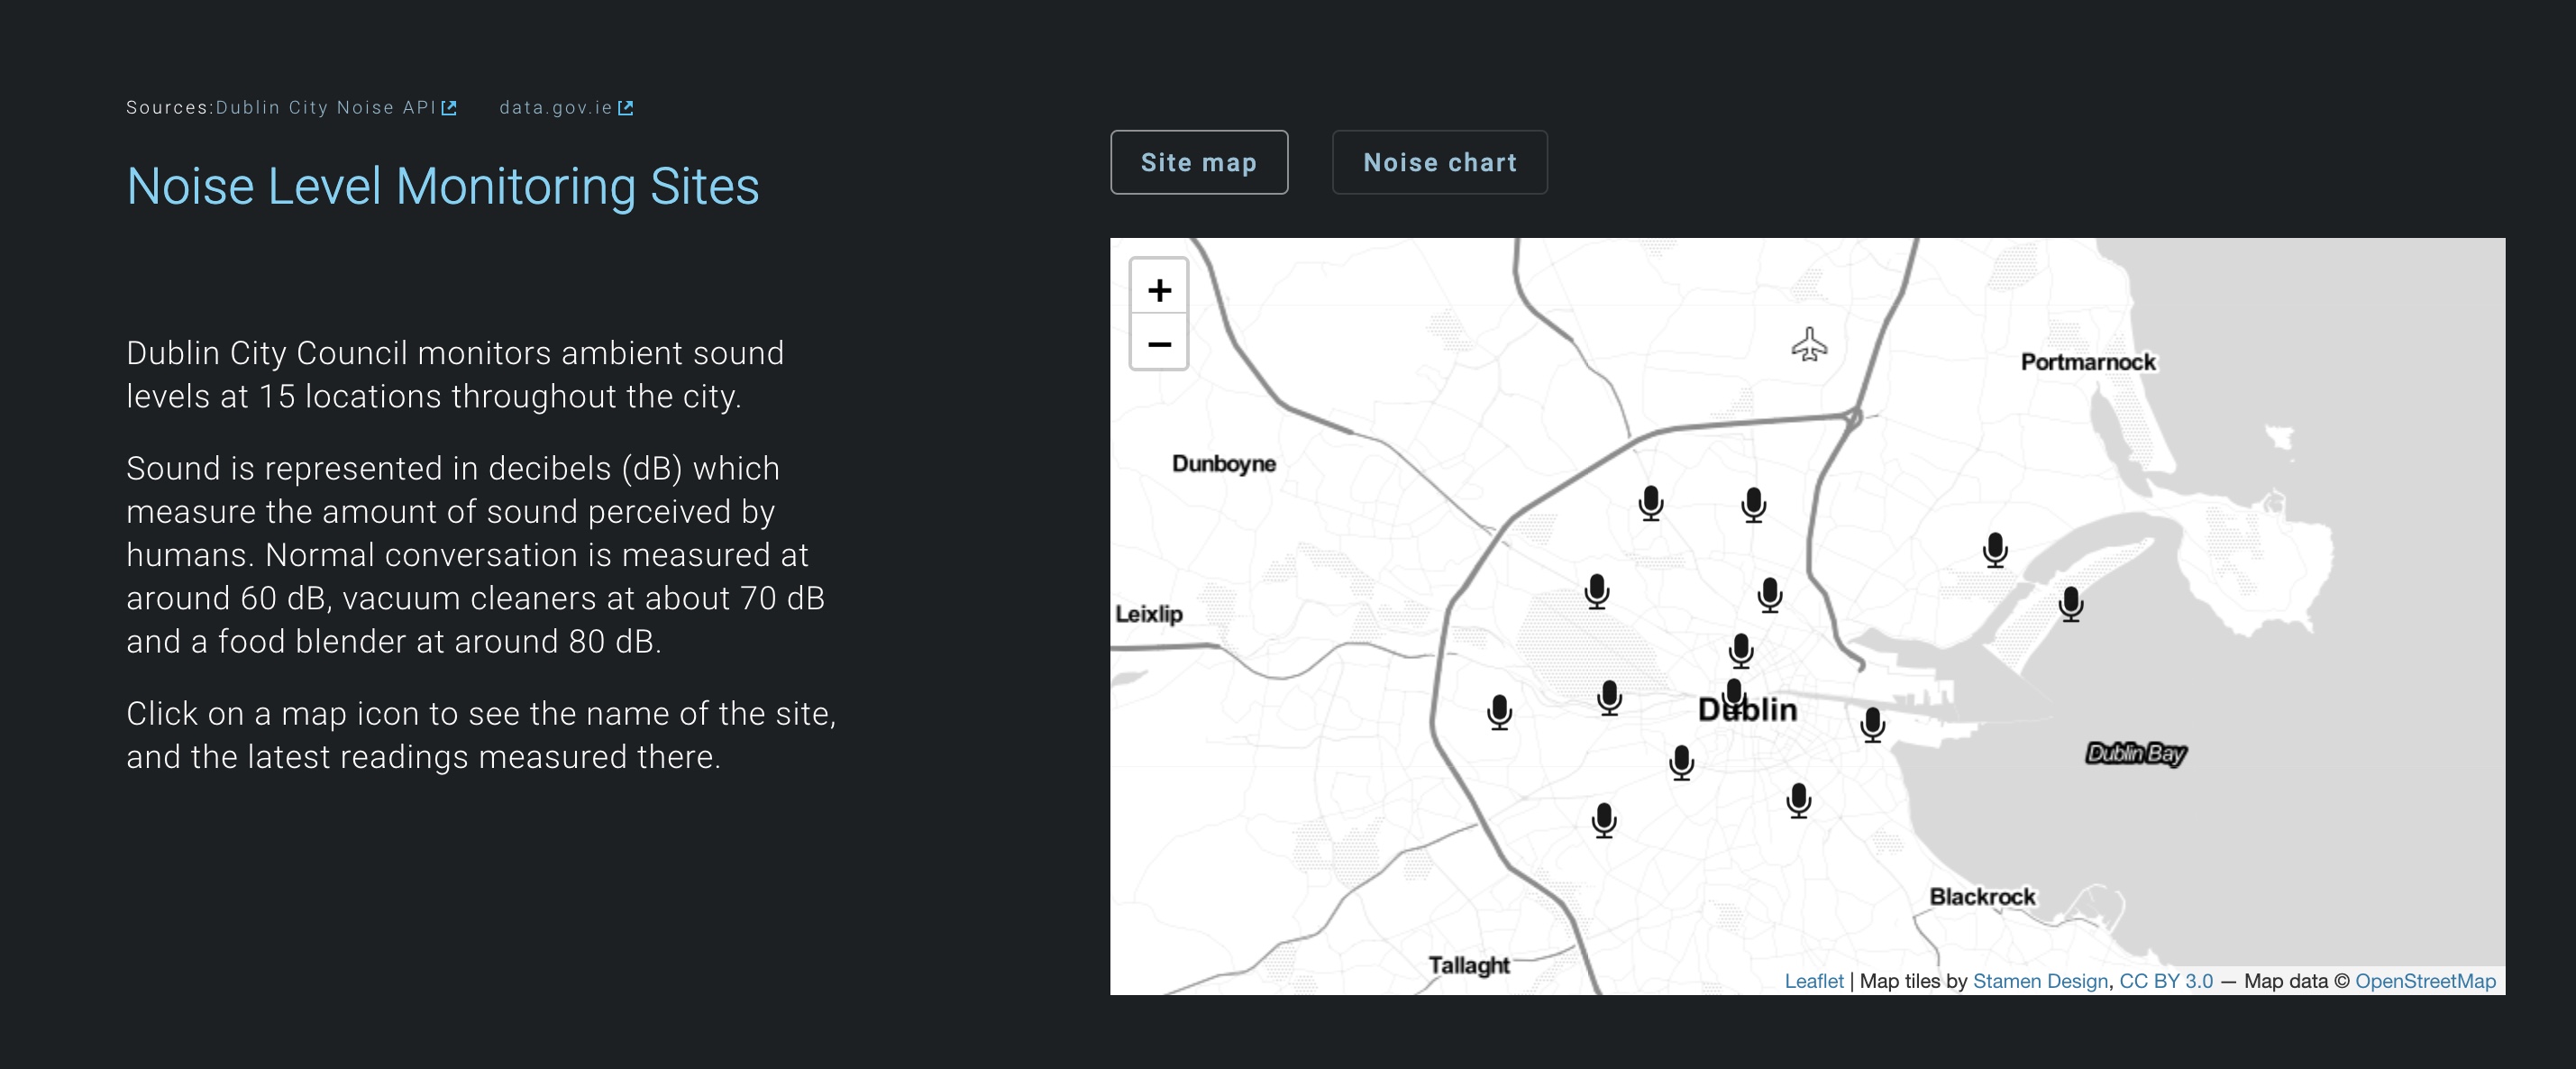 Sources:Dublin City Noise API data.gov.ie
Noise Level Monitoring Sites
Dublin City Council monitors ambient sound
levels at 15 locations throughout the city.
Sound is represented in decibels (dB) which
measure the amount of sound perceived by
humans. Normal conversation is measured at
around 60 dB, vacuum cleaners at about 70 dB
and a food blender at around 80 dB.
Click on a map icon to see the name of the site,
and the latest readings measured there.
Site map
Noise chart
+
−
Portmarnock
Dunboyne
Leixlip
Dublin
Dublin Bay
Blackrock
Tallaght
Leaflet | Map tiles by Stamen Design, CC BY 3.0 — Map data © OpenStreetMap